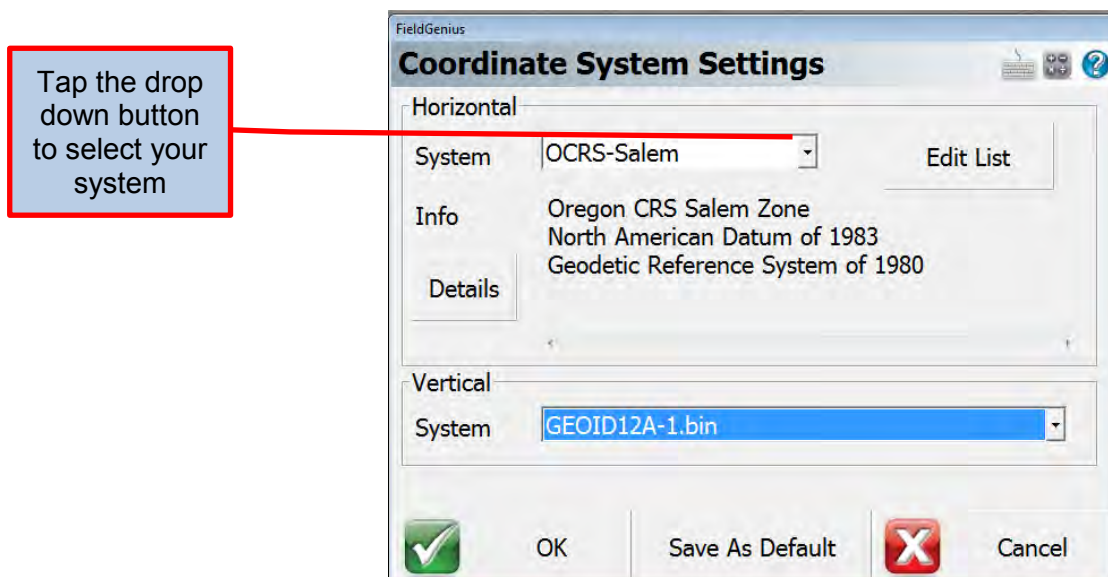 Tap the drop
down button
to select your
system
FieldGenius
Coordinate System Settings
Horizontal
System OCRS-Salem Edit List
Info Oregon CRS Salem Zone
North American Datum of 1983
Geodetic Reference System of 1980
Details
Vertical
System GEOID12A-1.bin
OK Save As Default Cancel